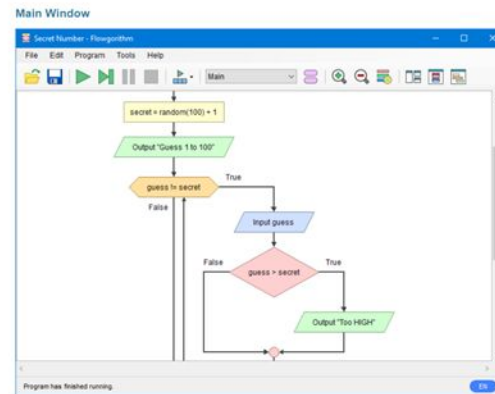 Main Window
Secret Number - Flowgorithm
File Edit Program Tools Help
Main
secret = random(100) + 1
Output "Guess 1 to 100"
guess != secret
True
False
Input guess
False
guess > secret
True
Output "Too HIGH"
Program has finished running.
EN